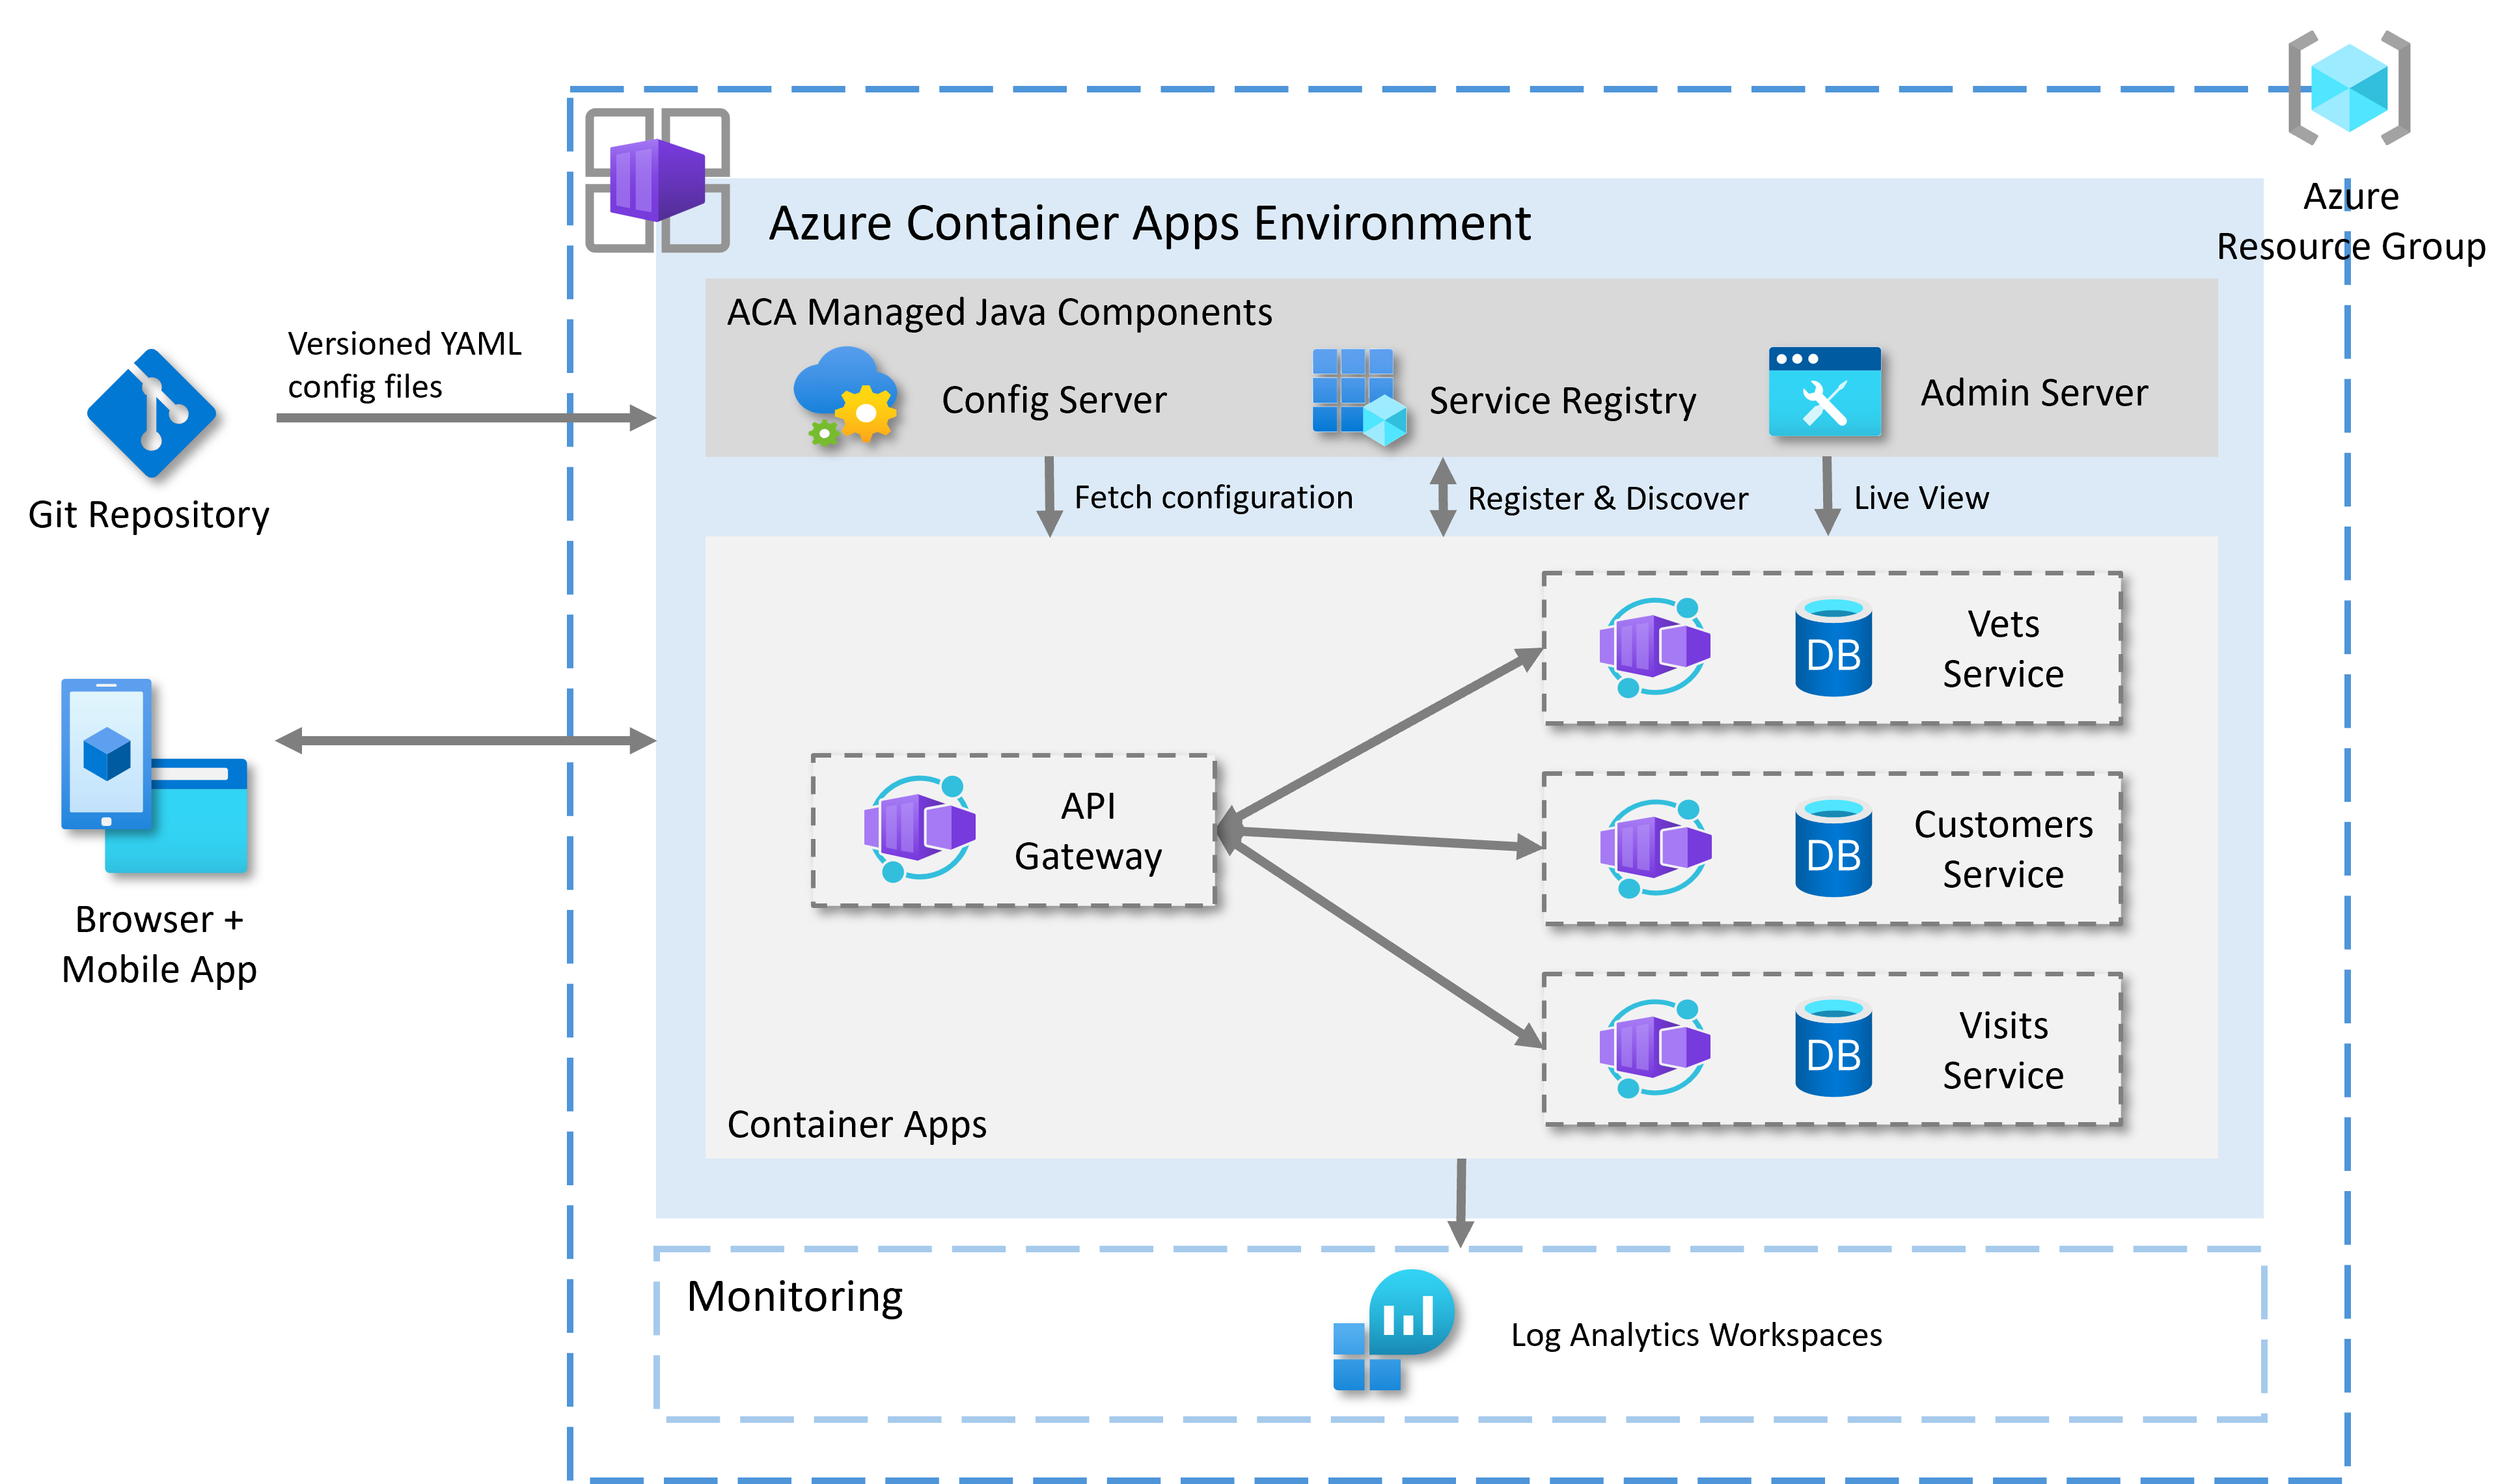 Azure
Resource Group
Azure Container Apps Environment
ACA Managed Java Components
Config Server
Service Registry
Admin Server
Versioned YAML
config files
Git Repository
Fetch configuration
Register & Discover
Live View
Browser +
Mobile App
API
Gateway
DB
Vets
Service
DB
Customers
Service
DB
Visits
Service
Container Apps
Monitoring
Log Analytics Workspaces